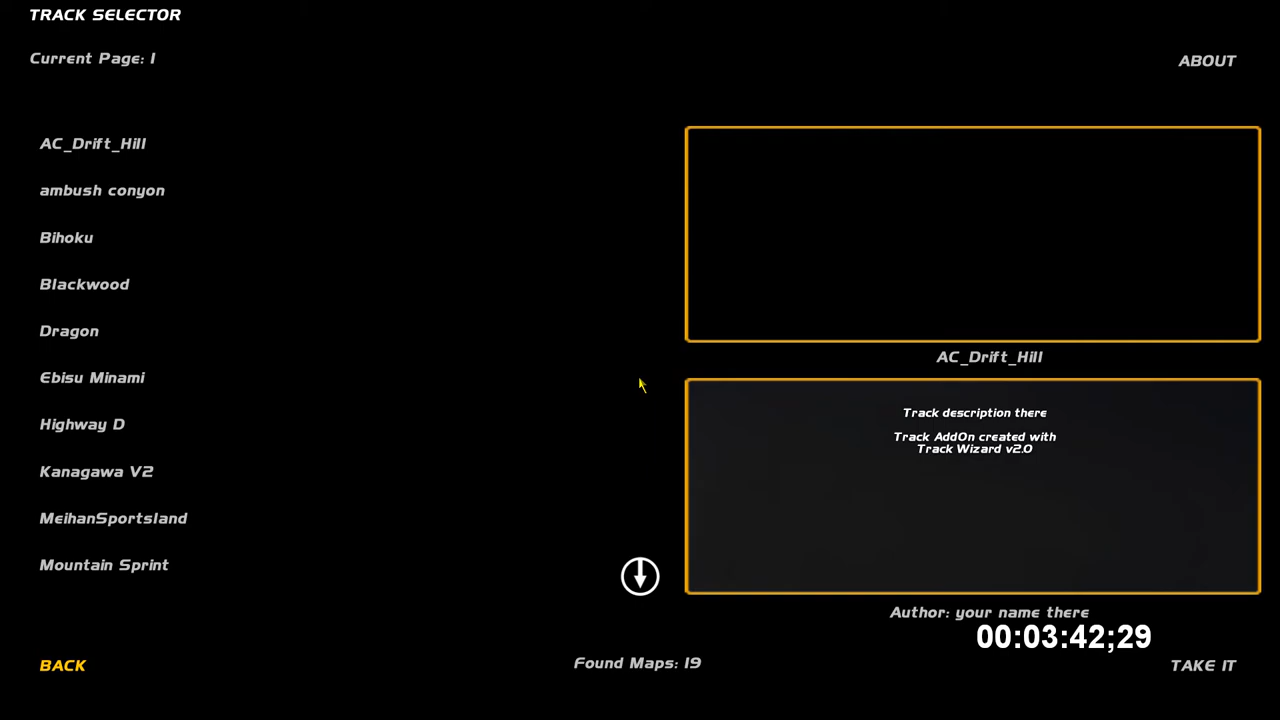 TRACK SELECTOR
Current Page: 1
ABOUT
AC_Drift_Hill
ambush conyon
Bihoku
Blackwood
Dragon
Ebisu Minami
Highway D
Kanagawa V2
MeihanSportsland
Mountain Sprint
AC_Drift_Hill
Track description there
Track AddOn created with
Track Wizard v2.0
Author: your name there
00:03:42;29
BACK
Found Maps: 19
TAKE IT